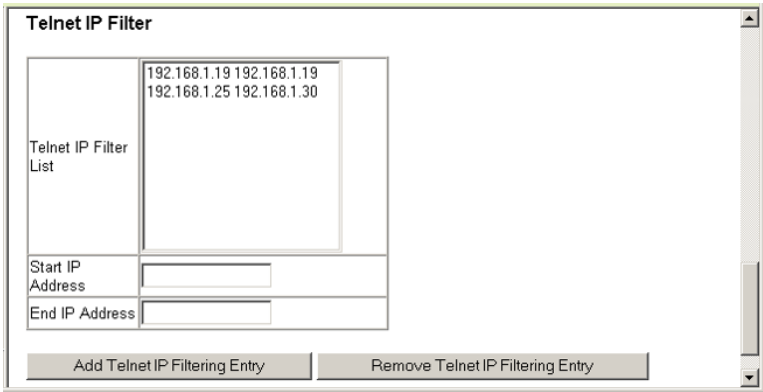 Telnet IP Filter
192.168.1.19 192.168.1.19
192.168.1.25 192.168.1.30
Telnet IP Filter
List
Start IP
Address
End IP Address
Add Telnet IP Filtering Entry
Remove Telnet IP Filtering Entry